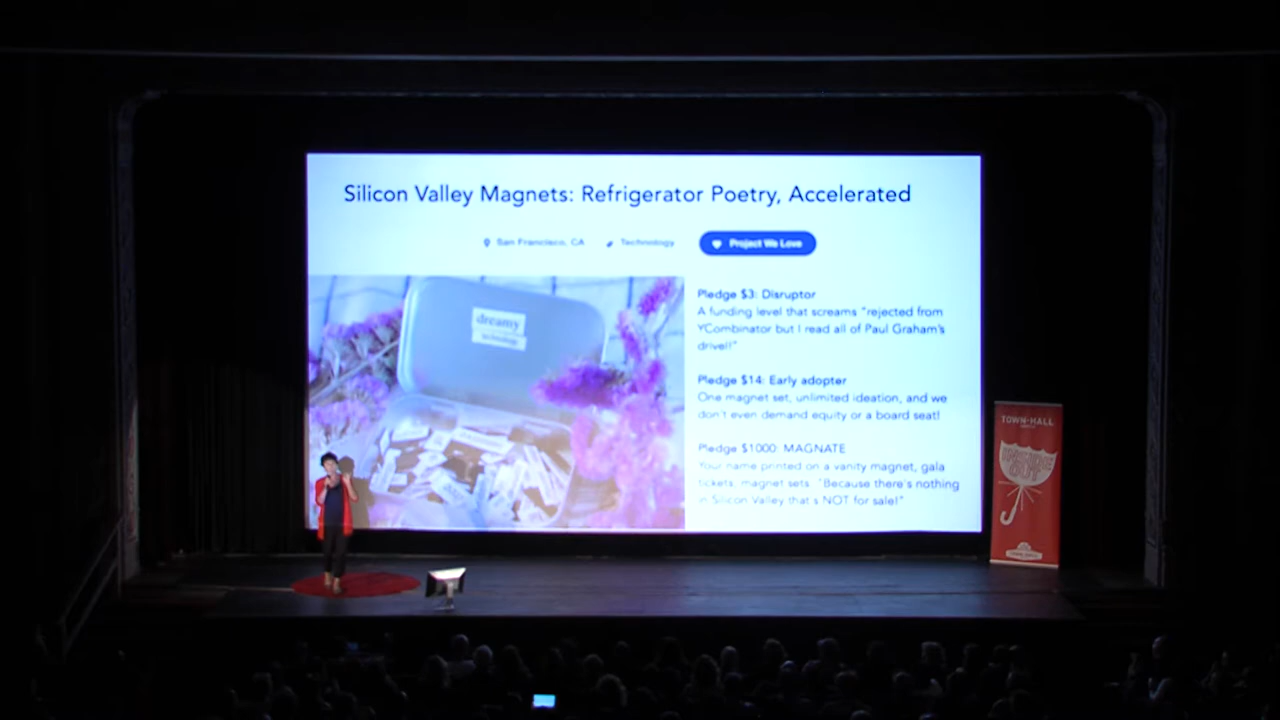 Silicon Valley Magnets: Refrigerator Poetry, Accelerated
San Francisco, CA
Technology
Project We Love
dreamy
technology
Pledge $3: Disruptor
A funding level that screams "rejected from
YCombinator but I read all of Paul Graham's
drivel!"
Pledge $14: Early adopter
One magnet set, unlimited ideation, and we
don't even demand equity or a board seat!
Pledge $1000: MAGNATE
Your name printed on a vanity magnet, gala
tickets, magnet sets. "Because there's nothing
in Silicon Valley that's NOT for sale!"
TOWN-HALL